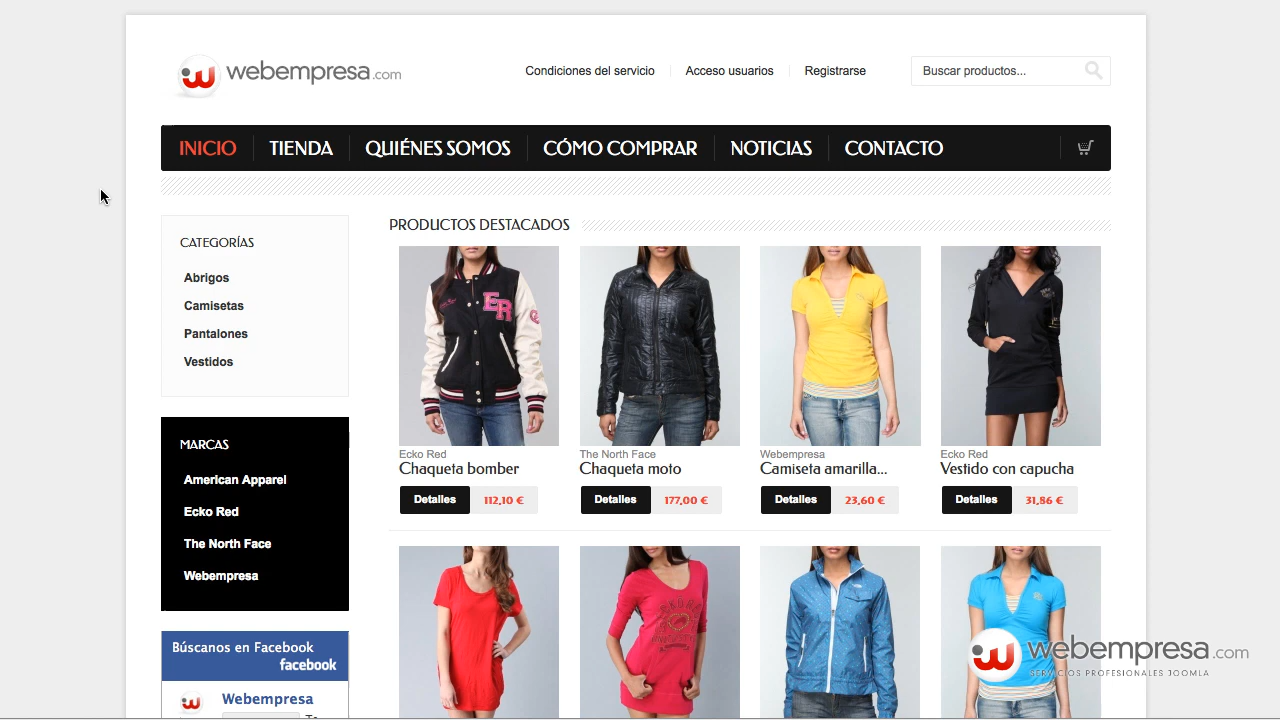 webempresa.com
Condiciones del servicio
Acceso usuarios
Registrarse
Buscar productos...
INICIO
TIENDA
QUIÉNES SOMOS
CÓMO COMPRAR
NOTICIAS
CONTACTO
CATEGORÍAS
Abrigos
Camisetas
Pantalones
Vestidos
MARCAS
American Apparel
Ecko Red
The North Face
Webempresa
Búscanos en Facebook
facebook
Webempresa
PRODUCTOS DESTACADOS
ER
Ecko Red
Chaqueta bomber
Detalles 112,10 €
The North Face
Chaqueta moto
Detalles 177,00 €
Webempresa
Camiseta amarilla...
Detalles 23,60 €
Ecko Red
Vestido con capucha
Detalles 31,86 €
webempresa.com
SERVICIOS PROFESIONALES JOOMLA